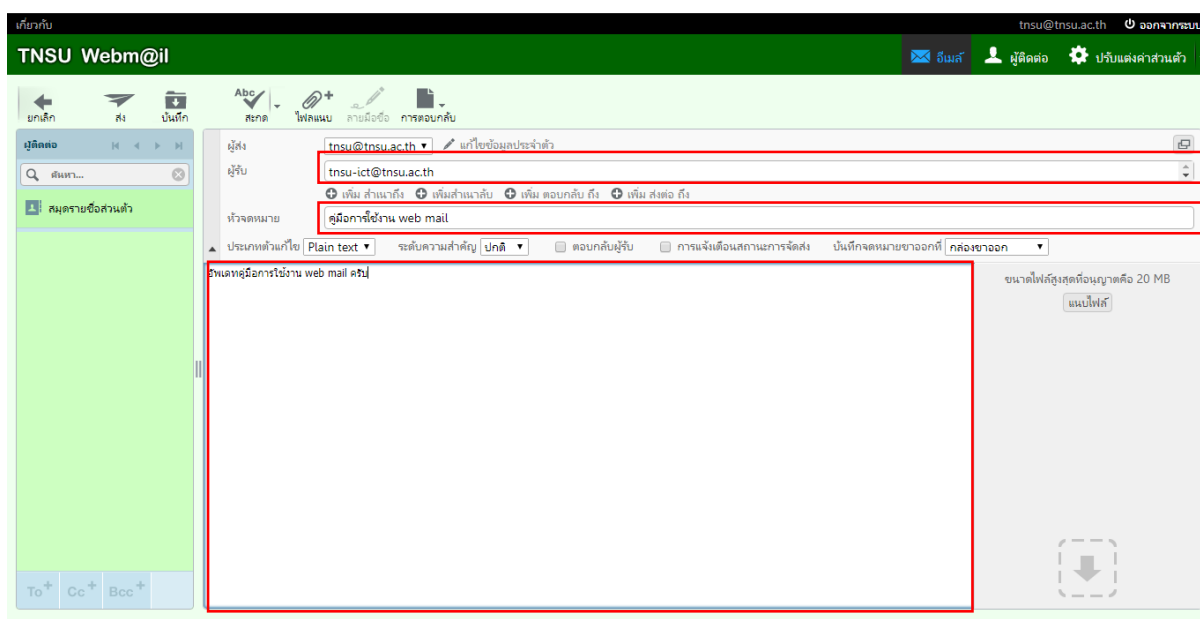 เกี่ยวกับ tnsu@tnsu.ac.th ออกจากระบบ
TNSU Webm@il อีเมล์ ผู้ติดต่อ ปรับแต่งค่าส่วนตัว
Abc
ยกเลิก ส่ง บันทึก สะกด ไฟลแนบ ลายมือชื่อ การตอบกลับ
ผู้ติดต่อ ผู้ส่ง tnsu@tnsu.ac.th แก้ไขข้อมูลประจำตัว
ค้นหา... ผู้รับ tnsu-ict@tnsu.ac.th
เพิ่ม สำเนาถึง เพิ่มสำเนาลับ เพิ่ม ตอบกลับ ถึง เพิ่ม ส่งต่อ ถึง
สมุดรายชื่อส่วนตัว
หัวจดหมาย คู่มือการใช้งาน web mail
ประเภทตัวแก้ไข Plain text ระดับความสำคัญ ปกติ ตอบกลับผู้รับ การแจ้งเตือนสถานะการจัดส่ง บันทึกจดหมายขาออกที่ กล่องขาออก
อัพเดทคู่มือการใช้งาน web mail ครับ
ขนาดไฟล์สูงสุดที่อนุญาตคือ 20 MB
แนบไฟล์
To+ Cc+ Bcc+